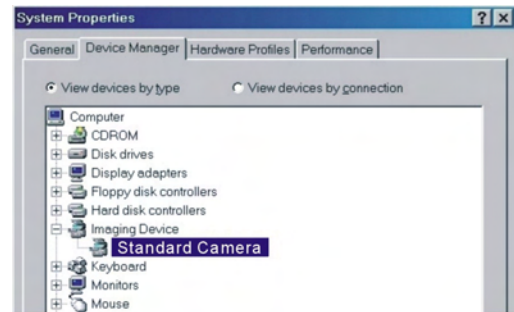 System Properties
General Device Manager Hardware Profiles Performance
View devices by type View devices by connection
Computer
CDROM
Disk drives
Display adapters
Floppy disk controllers
Hard disk controllers
Imaging Device
Standard Camera
Keyboard
Monitors
Mouse